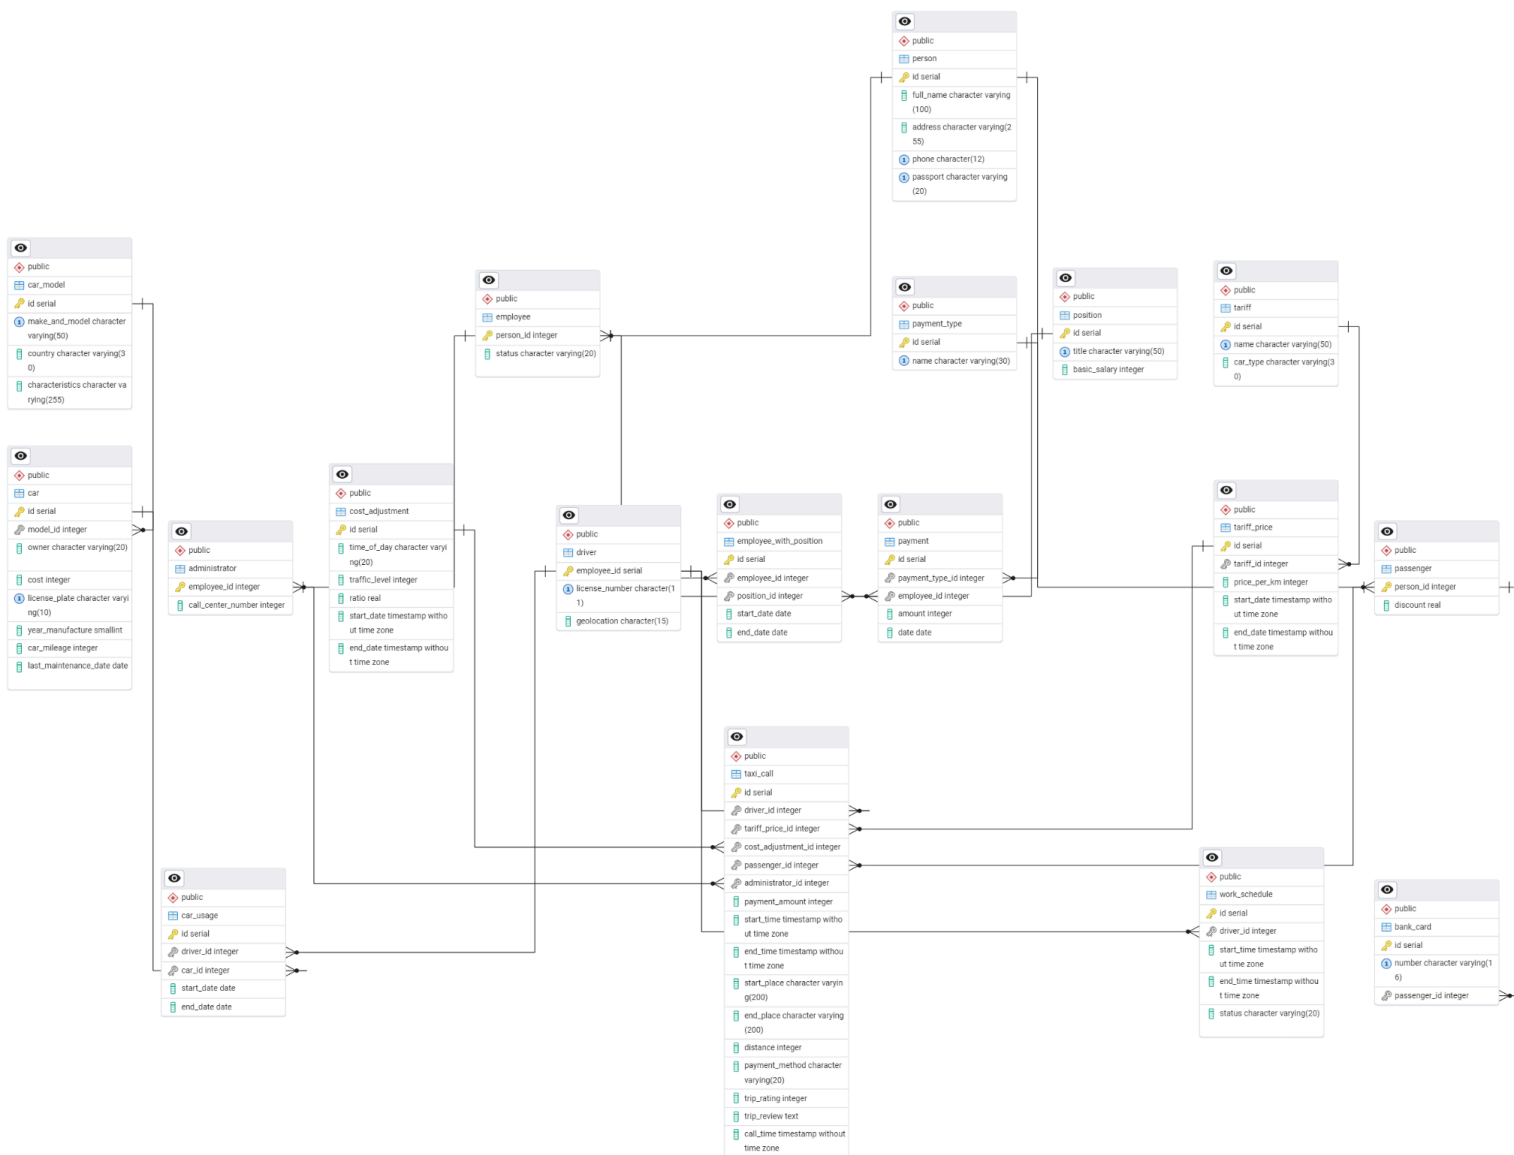 public
person
id serial
full_name character varying
(100)
address character varying(2
55)
phone character(12)
passport character varying
(20)
public
car_model
id serial
make_and_model character
varying(50)
country character varying(3
0)
characteristics character va
rying(255)
public
employee
person_id integer
status character varying(20)
public
payment_type
id serial
name character varying(30)
public
position
id serial
title character varying(50)
basic_salary integer
public
tariff
id serial
name character varying(50)
car_type character varying(3
0)
public
car
id serial
model_id integer
owner character varying(20)
cost integer
license_plate character varyi
ng(10)
year_manufacture smallint
car_mileage integer
last_maintenance_date date
public
administrator
employee_id integer
call_center_number integer
public
cost_adjustment
id serial
time_of_day character varyi
ng(20)
traffic_level integer
ratio real
start_date timestamp witho
ut time zone
end_date timestamp withou
t time zone
public
driver
employee_id serial
license_number character(1
1)
geolocation character(15)
public
employee_with_position
id serial
employee_id integer
position_id integer
start_date date
end_date date
public
payment
id serial
payment_type_id integer
employee_id integer
amount integer
date date
public
tariff_price
id serial
tariff_id integer
price_per_km integer
start_date timestamp witho
ut time zone
end_date timestamp withou
t time zone
public
passenger
person_id integer
discount real
public
taxi_call
id serial
driver_id integer
tariff_price_id integer
cost_adjustment_id integer
passenger_id integer
administrator_id integer
payment_amount integer
start_time timestamp witho
ut time zone
end_time timestamp withou
t time zone
start_place character varyin
g(200)
end_place character varying
(200)
distance integer
payment_method character
varying(20)
trip_rating integer
trip_review text
call_time timestamp without
time zone
public
car_usage
id serial
driver_id integer
car_id integer
start_date date
end_date date
public
work_schedule
id serial
driver_id integer
start_time timestamp witho
ut time zone
end_time timestamp withou
t time zone
status character varying(20)
public
bank_card
id serial
number character varying(1
6)
passenger_id integer